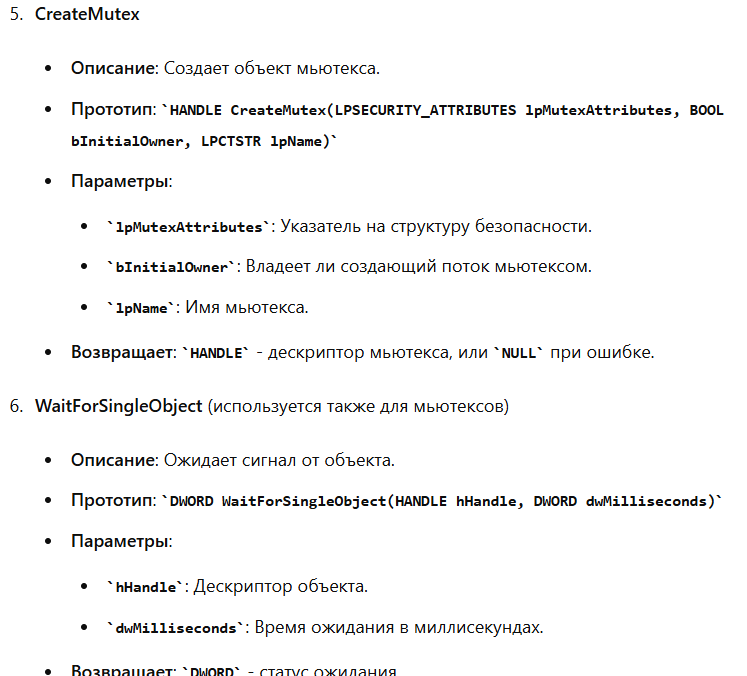 5. CreateMutex
• Описание: Создает объект мьютекса.
• Прототип: `HANDLE CreateMutex(LPSECURITY_ATTRIBUTES lpMutexAttributes, BOOL
bInitialOwner, LPCTSTR lpName)`
• Параметры:
• `lpMutexAttributes`: Указатель на структуру безопасности.
• `bInitialOwner`: Владеет ли создающий поток мьютексом.
• `lpName`: Имя мьютекса.
• Возвращает: `HANDLE` - дескриптор мьютекса, или `NULL` при ошибке.
6. WaitForSingleObject (используется также для мьютексов)
• Описание: Ожидает сигнал от объекта.
• Прототип: `DWORD WaitForSingleObject(HANDLE hHandle, DWORD dwMilliseconds)`
• Параметры:
• `hHandle`: Дескриптор объекта.
• `dwMilliseconds`: Время ожидания в миллисекундах.
• Возвращает: `DWORD` - статус ожидания